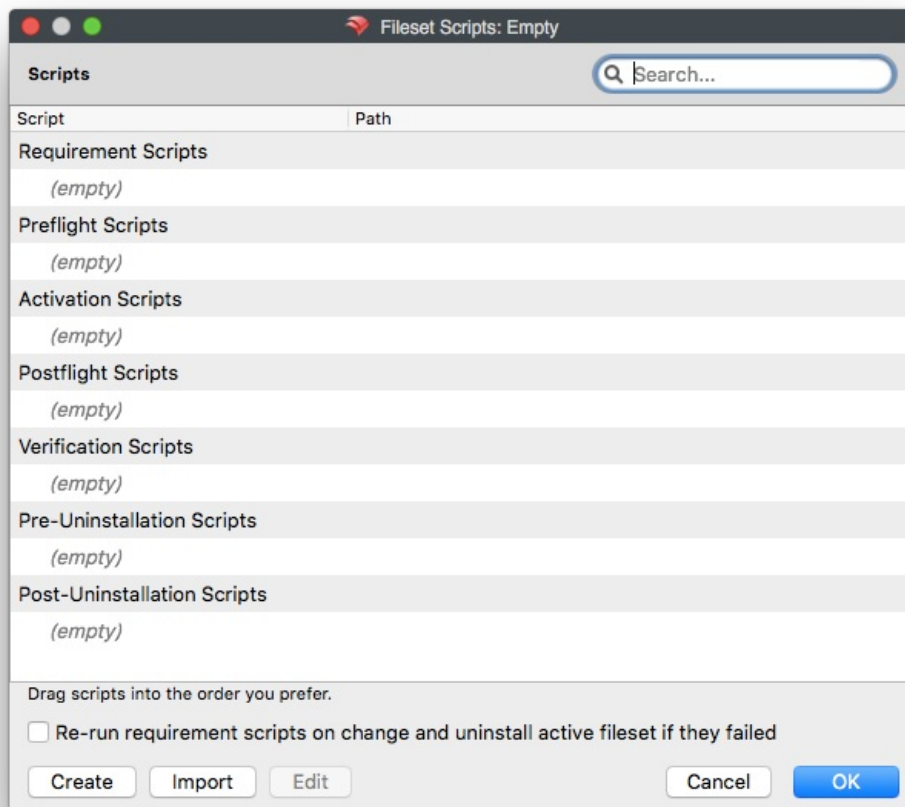 Fileset Scripts: Empty
Scripts
Search...
Script Path
Requirement Scripts
(empty)
Preflight Scripts
(empty)
Activation Scripts
(empty)
Postflight Scripts
(empty)
Verification Scripts
(empty)
Pre-Uninstallation Scripts
(empty)
Post-Uninstallation Scripts
(empty)
Drag scripts into the order you prefer.
Re-run requirement scripts on change and uninstall active fileset if they failed
Create Import Edit Cancel OK